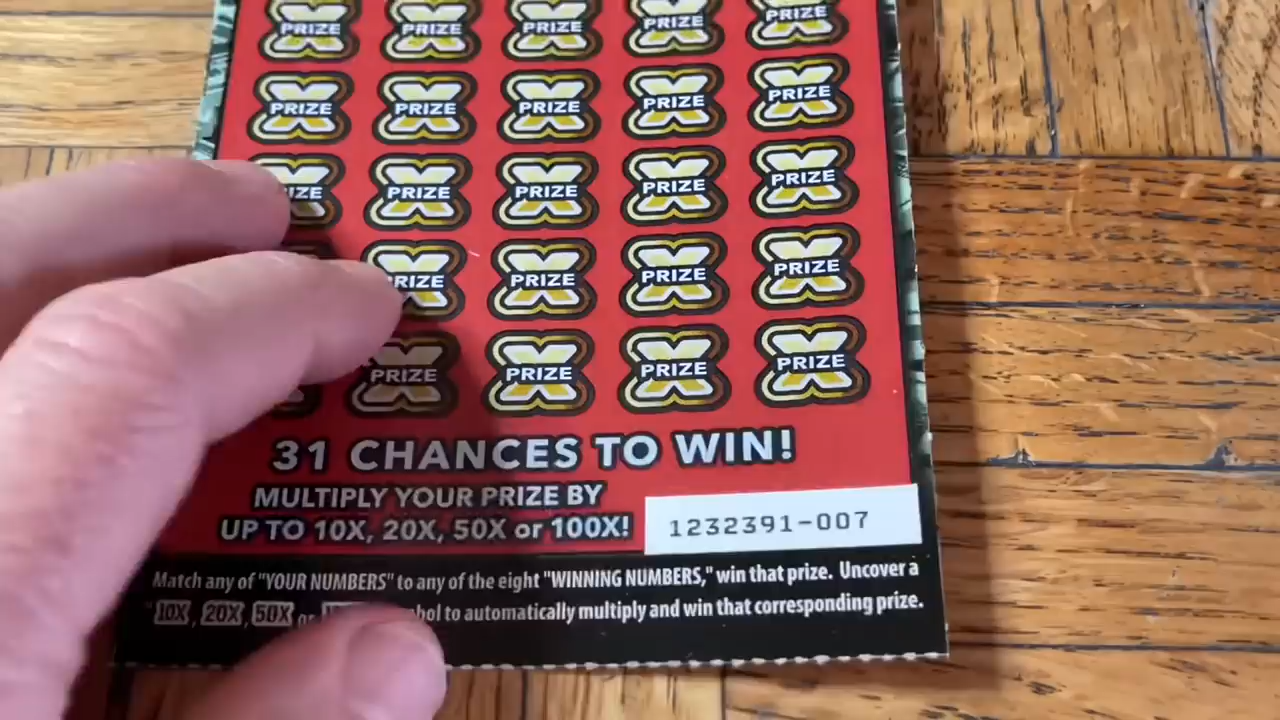 PRIZE PRIZE PRIZE PRIZE PRIZE
PRIZE PRIZE PRIZE PRIZE PRIZE
PRIZE PRIZE PRIZE PRIZE
PRIZE PRIZE PRIZE
PRIZE PRIZE PRIZE PRIZE
31 CHANCES TO WIN!
MULTIPLY YOUR PRIZE BY
UP TO 10X, 20X, 50X or 100X!
1232391-007
Match any of "YOUR NUMBERS" to any of the eight "WINNING NUMBERS," win that prize. Uncover a
10X, 20X, 50X or to automatically multiply and win that corresponding prize.